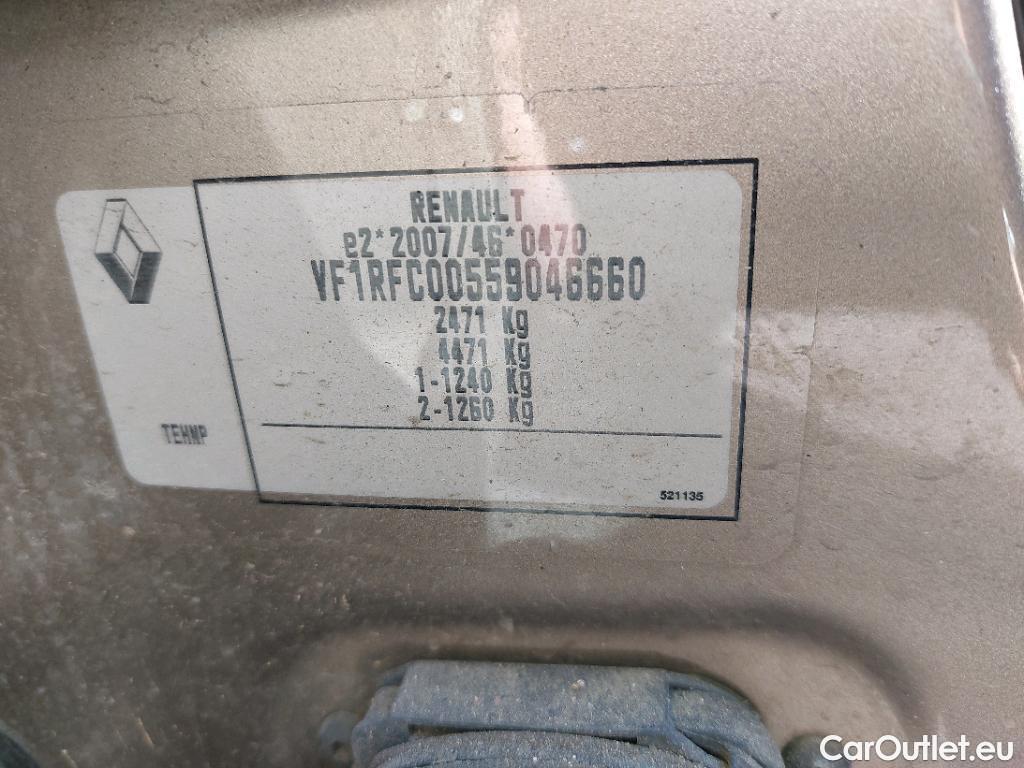 RENAULT
e2*2007/46*0470
VF1RFC00559046660
2471 Kg
4471 Kg
1-1240 Kg
2-1260 Kg
TEHNP
521135
CarOutlet.eu